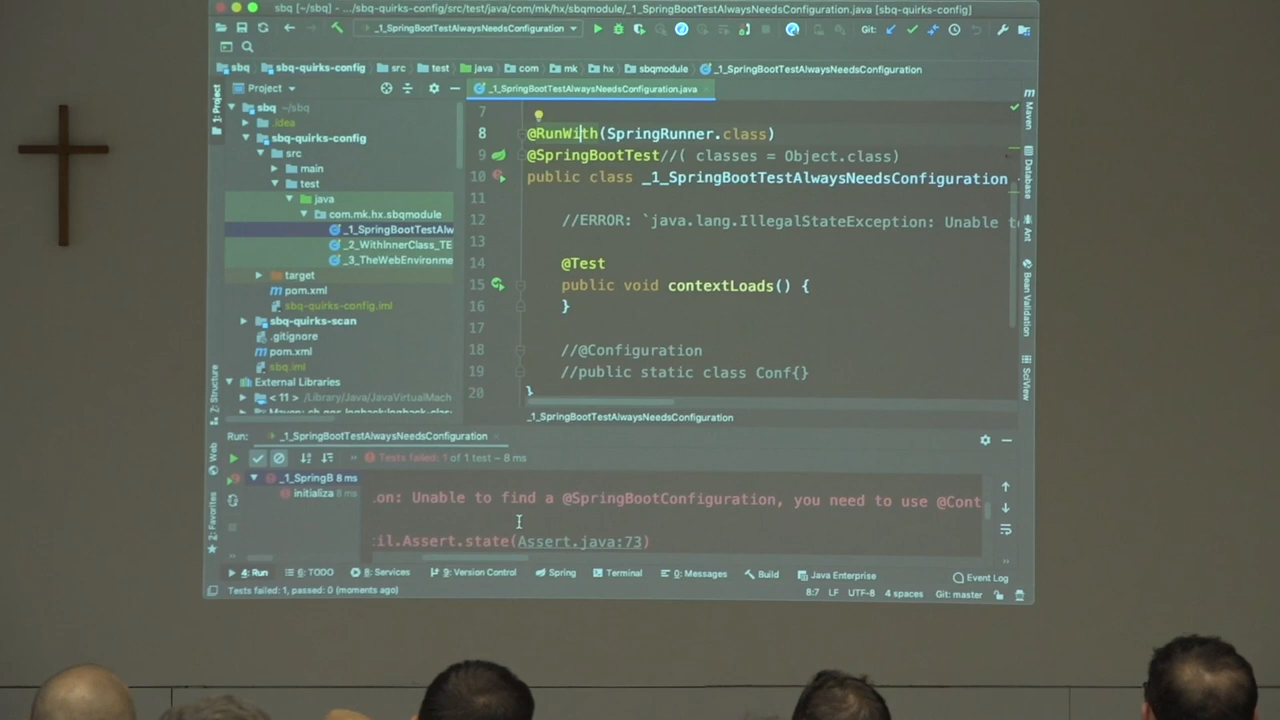 sbq [~/sbq] - .../sbq-quirks-config/src/test/java/com/mk/hx/sbqmodule/_1_SpringBootTestAlwaysNeedsConfiguration.java [sbq-quirks-config]
_1_SpringBootTestAlwaysNeedsConfiguration
Git:
sbq sbq-quirks-config src test java com mk hx sbqmodule _1_SpringBootTestAlwaysNeedsConfiguration
1: Project
Project
_1_SpringBootTestAlwaysNeedsConfiguration.java
sbq ~/sbq
.idea
sbq-quirks-config
src
main
test
java
com.mk.hx.sbqmodule
_1_SpringBootTestAlw
_2_WithInnerClass_TE
_3_TheWebEnvironme
target
pom.xml
sbq-quirks-config.iml
sbq-quirks-scan
.gitignore
pom.xml
sbq.iml
External Libraries
< 11 > /Library/Java/JavaVirtualMach
7
8 @RunWith(SpringRunner.class)
9 @SpringBootTest//( classes = Object.class)
10 public class _1_SpringBootTestAlwaysNeedsConfiguration
11
12 //ERROR: `java.lang.IllegalStateException: Unable to
13
14 @Test
15 public void contextLoads() {
16 }
17
18 //@Configuration
19 //public static class Conf{}
20 }
_1_SpringBootTestAlwaysNeedsConfiguration
Maven
Database
Ant
Bean Validation
SciView
7: Structure
Web
2: Favorites
Run: _1_SpringBootTestAlwaysNeedsConfiguration
Tests failed: 1 of 1 test – 8 ms
_1_SpringB 8 ms
initializa 8 ms
.on: Unable to find a @SpringBootConfiguration, you need to use @Cont
il.Assert.state(Assert.java:73)
4: Run 6: TODO 8: Services 9: Version Control Spring Terminal 0: Messages Build Java Enterprise Event Log
Tests failed: 1, passed: 0 (moments ago) 8:7 LF UTF-8 4 spaces Git: master